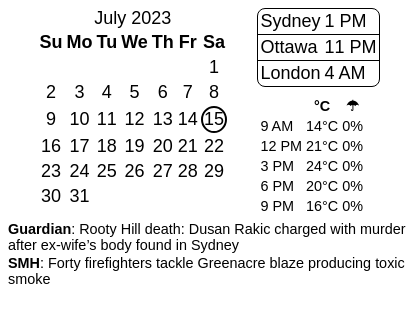 July 2023
Su Mo Tu We Th Fr Sa
1
2 3 4 5 6 7 8
9 10 11 12 13 14 15
16 17 18 19 20 21 22
23 24 25 26 27 28 29
30 31
Sydney 1 PM
Ottawa 11 PM
London 4 AM
°C ☂
9 AM 14°C 0%
12 PM 21°C 0%
3 PM 24°C 0%
6 PM 20°C 0%
9 PM 16°C 0%
Guardian: Rooty Hill death: Dusan Rakic charged with murder
after ex-wife’s body found in Sydney
SMH: Forty firefighters tackle Greenacre blaze producing toxic
smoke